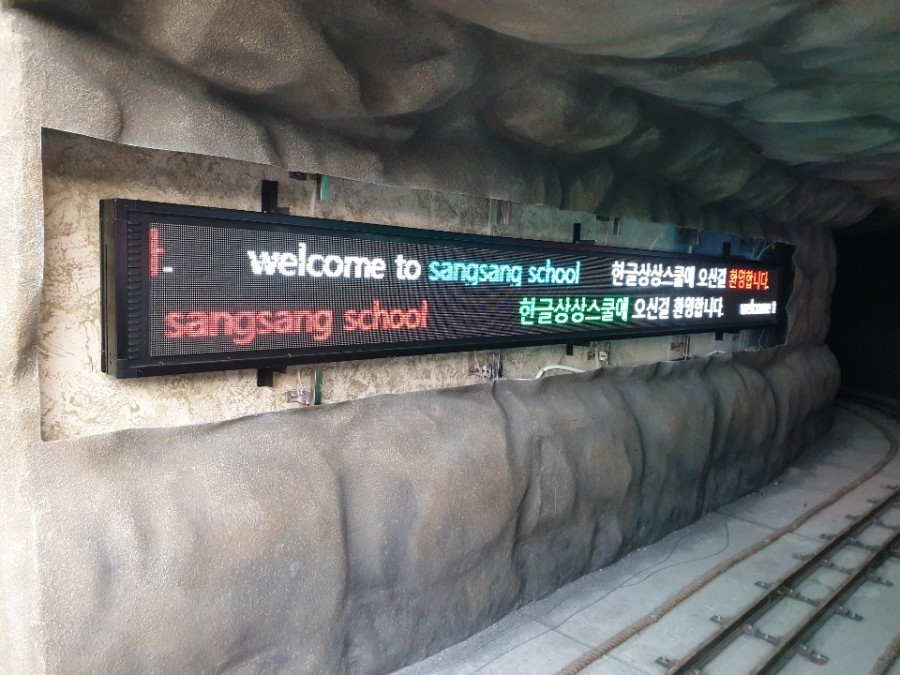 welcome to sangsang school 한글상상스쿨에 오신걸 환영합니다.
sangsang school 한글상상스쿨에 오신걸 환영합니다. welcome